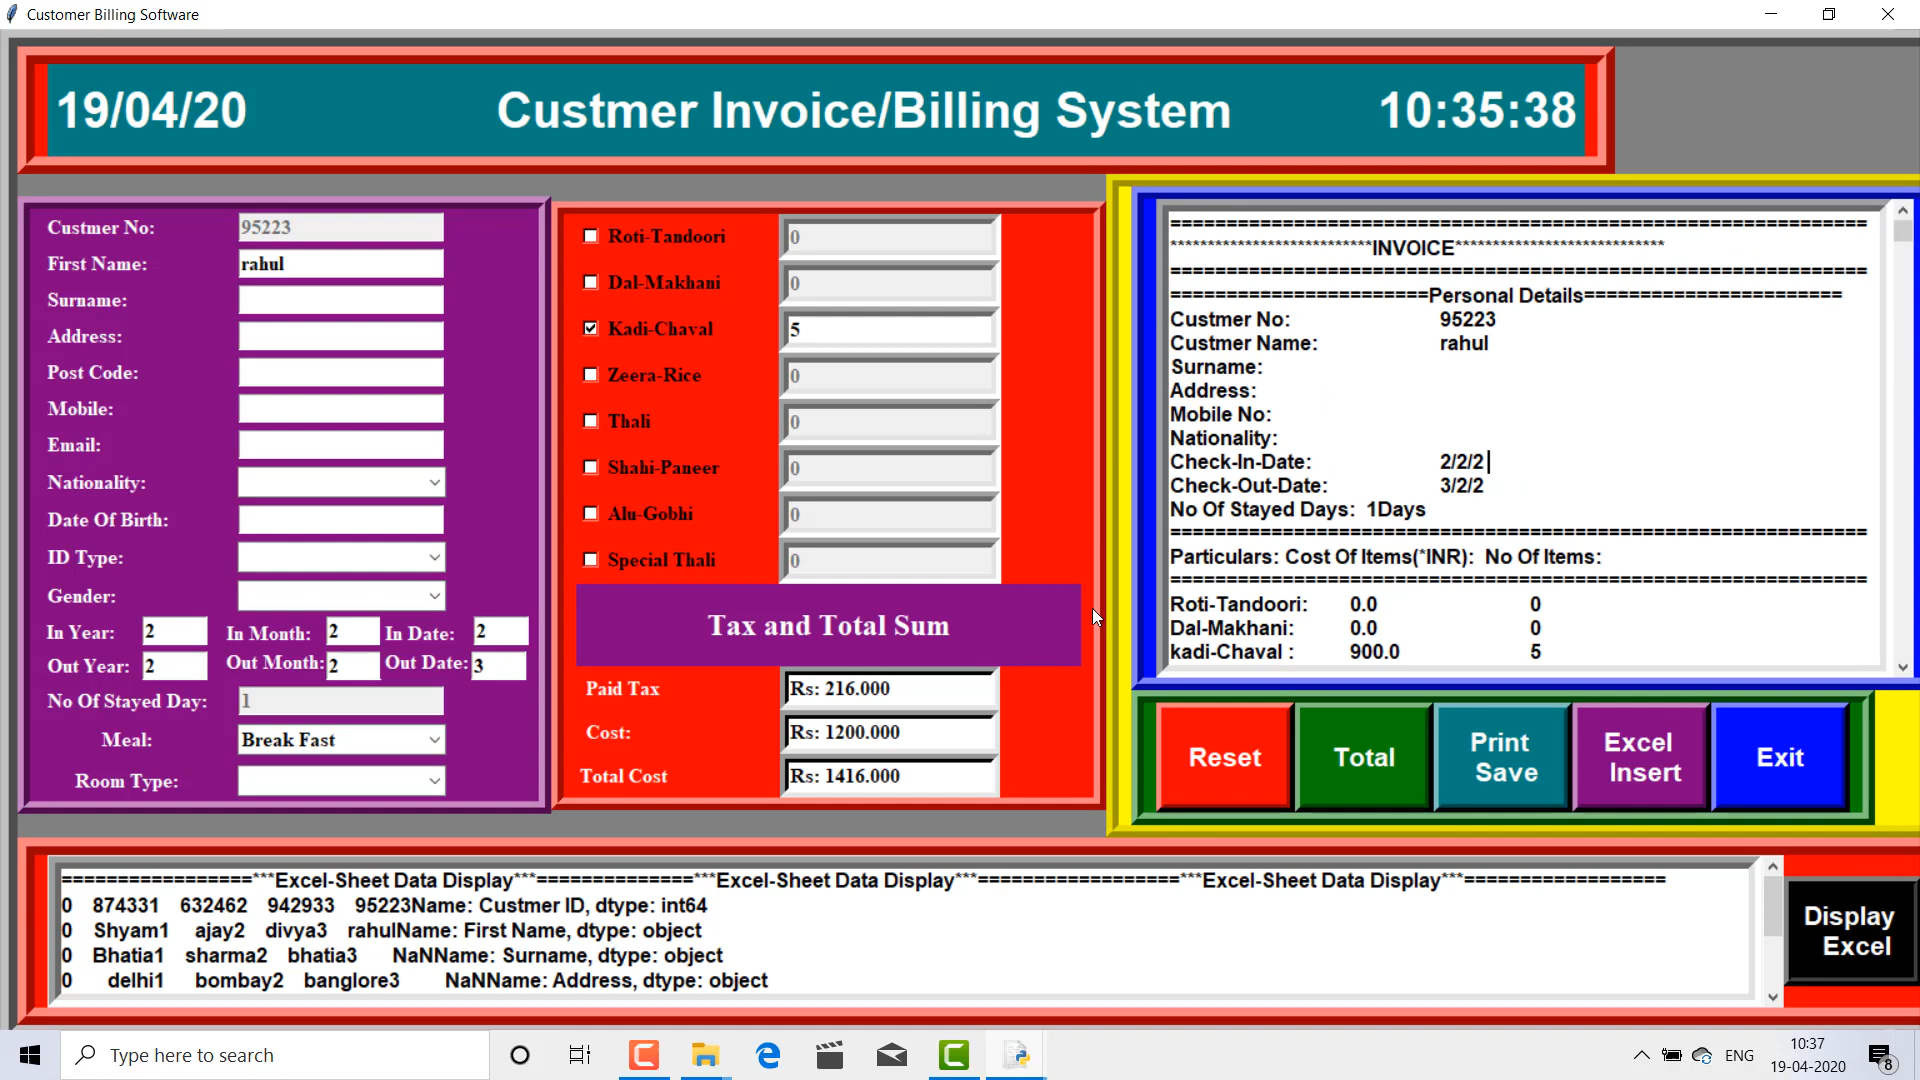 Customer Billing Software
19/04/20 Custmer Invoice/Billing System 10:35:38
Custmer No: 95223
First Name: rahul
Surname:
Address:
Post Code:
Mobile:
Email:
Nationality:
Date Of Birth:
ID Type:
Gender:
In Year: 2 In Month: 2 In Date: 2
Out Year: 2 Out Month: 2 Out Date: 3
No Of Stayed Day: 1
Meal: Break Fast
Room Type:
Roti-Tandoori 0
Dal-Makhani 0
Kadi-Chaval 5
Zeera-Rice 0
Thali 0
Shahi-Paneer 0
Alu-Gobhi 0
Special Thali 0
Tax and Total Sum
Paid Tax Rs: 216.000
Cost: Rs: 1200.000
Total Cost Rs: 1416.000
INVOICE
Personal Details
Custmer No: 95223
Custmer Name: rahul
Surname:
Address:
Mobile No:
Nationality:
Check-In-Date: 2/2/2
Check-Out-Date: 3/2/2
No Of Stayed Days: 1Days
Particulars: Cost Of Items(*INR): No Of Items:
Roti-Tandoori: 0.0 0
Dal-Makhani: 0.0 0
kadi-Chaval : 900.0 5
Reset
Total
Print
Save
Excel
Insert
Exit
=================***Excel-Sheet Data Display***==============***Excel-Sheet Data Display***==================***Excel-Sheet Data Display***==================
0 874331 632462 942933 95223Name: Custmer ID, dtype: int64
0 Shyam1 ajay2 divya3 rahulName: First Name, dtype: object
0 Bhatia1 sharma2 bhatia3 NaNName: Surname, dtype: object
0 delhi1 bombay2 banglore3 NaNName: Address, dtype: object
Display
Excel
Type here to search
ENG
10:37
19-04-2020
8